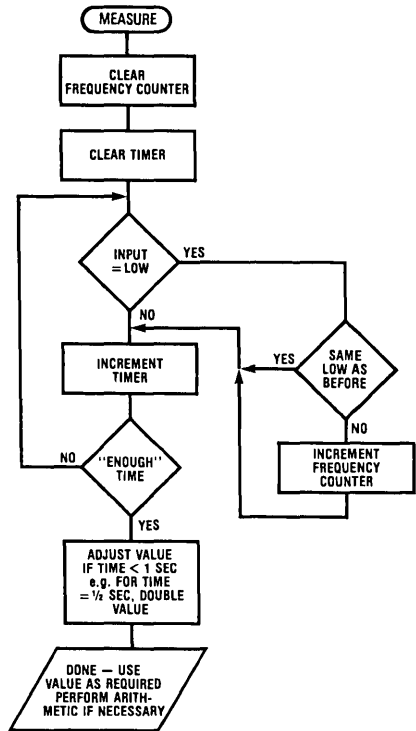 MEASURE
CLEAR
FREQUENCY COUNTER
CLEAR TIMER
INPUT
= LOW
YES
NO
INCREMENT
TIMER
YES
SAME
LOW AS
BEFORE
NO
INCREMENT
FREQUENCY
COUNTER
NO
"ENOUGH"
TIME
YES
ADJUST VALUE
IF TIME < 1 SEC
e.g. FOR TIME
= ½ SEC, DOUBLE
VALUE
DONE — USE
VALUE AS REQUIRED
PERFORM ARITH-
METIC IF NECESSARY